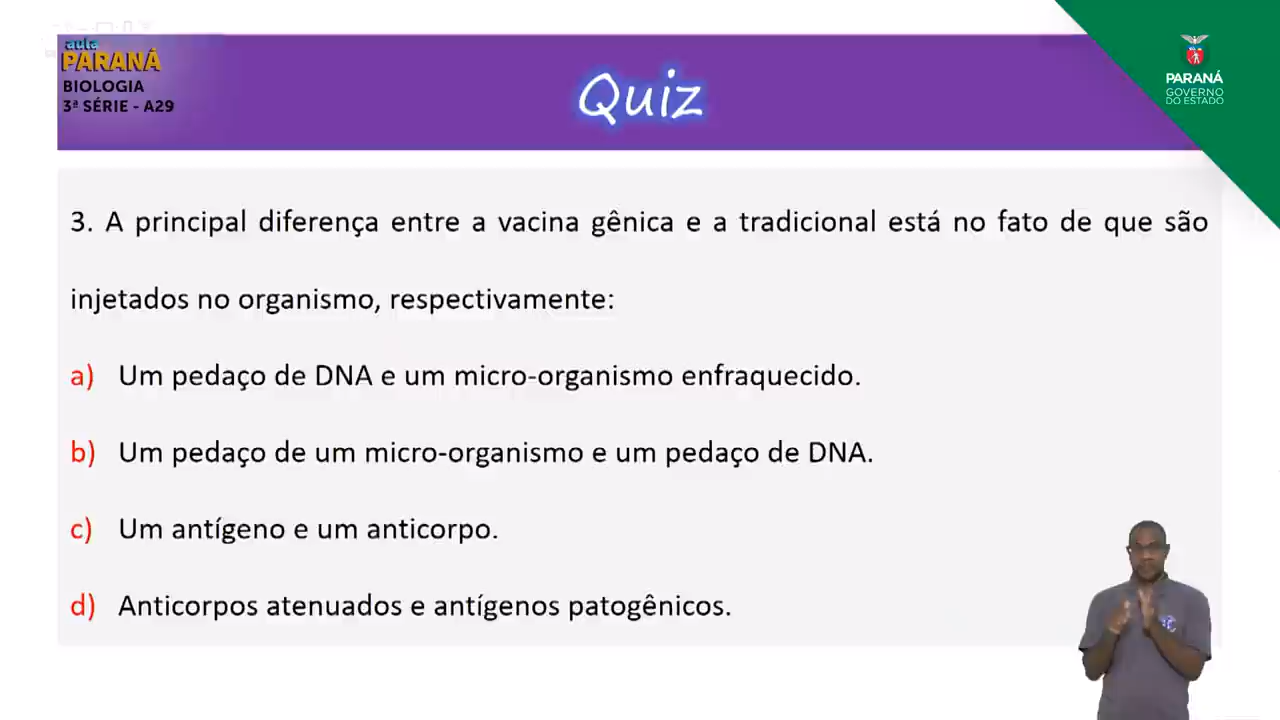 aula
PARANÁ
BIOLOGIA
3ª SÉRIE - A29
Quiz
PARANÁ
GOVERNO
DO ESTADO
3. A principal diferença entre a vacina gênica e a tradicional está no fato de que são
injetados no organismo, respectivamente:
a) Um pedaço de DNA e um micro-organismo enfraquecido.
b) Um pedaço de um micro-organismo e um pedaço de DNA.
c) Um antígeno e um anticorpo.
d) Anticorpos atenuados e antígenos patogênicos.